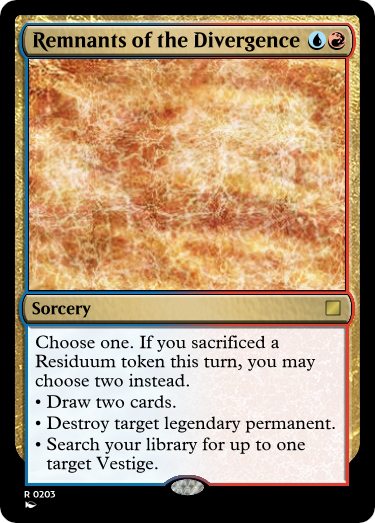 Remnants of the Divergence
Sorcery
Choose one. If you sacrificed a
Residuum token this turn, you may
choose two instead.
• Draw two cards.
• Destroy target legendary permanent.
• Search your library for up to one
target Vestige.
R 0203